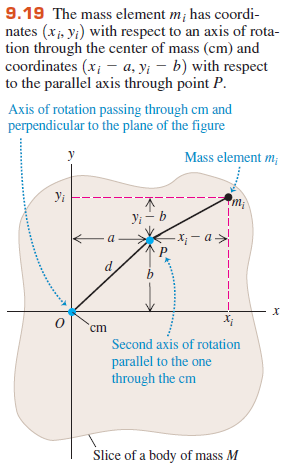 9.19 The mass element mᵢ has coordi-
nates (xᵢ, yᵢ) with respect to an axis of rota-
tion through the center of mass (cm) and
coordinates (xᵢ − a, yᵢ − b) with respect
to the parallel axis through point P.
Axis of rotation passing through cm and
perpendicular to the plane of the figure
y
Mass element mᵢ
yᵢ
mᵢ
yᵢ − b
a
xᵢ − a
P
d
b
x
O
cm
xᵢ
Second axis of rotation
parallel to the one
through the cm
Slice of a body of mass M